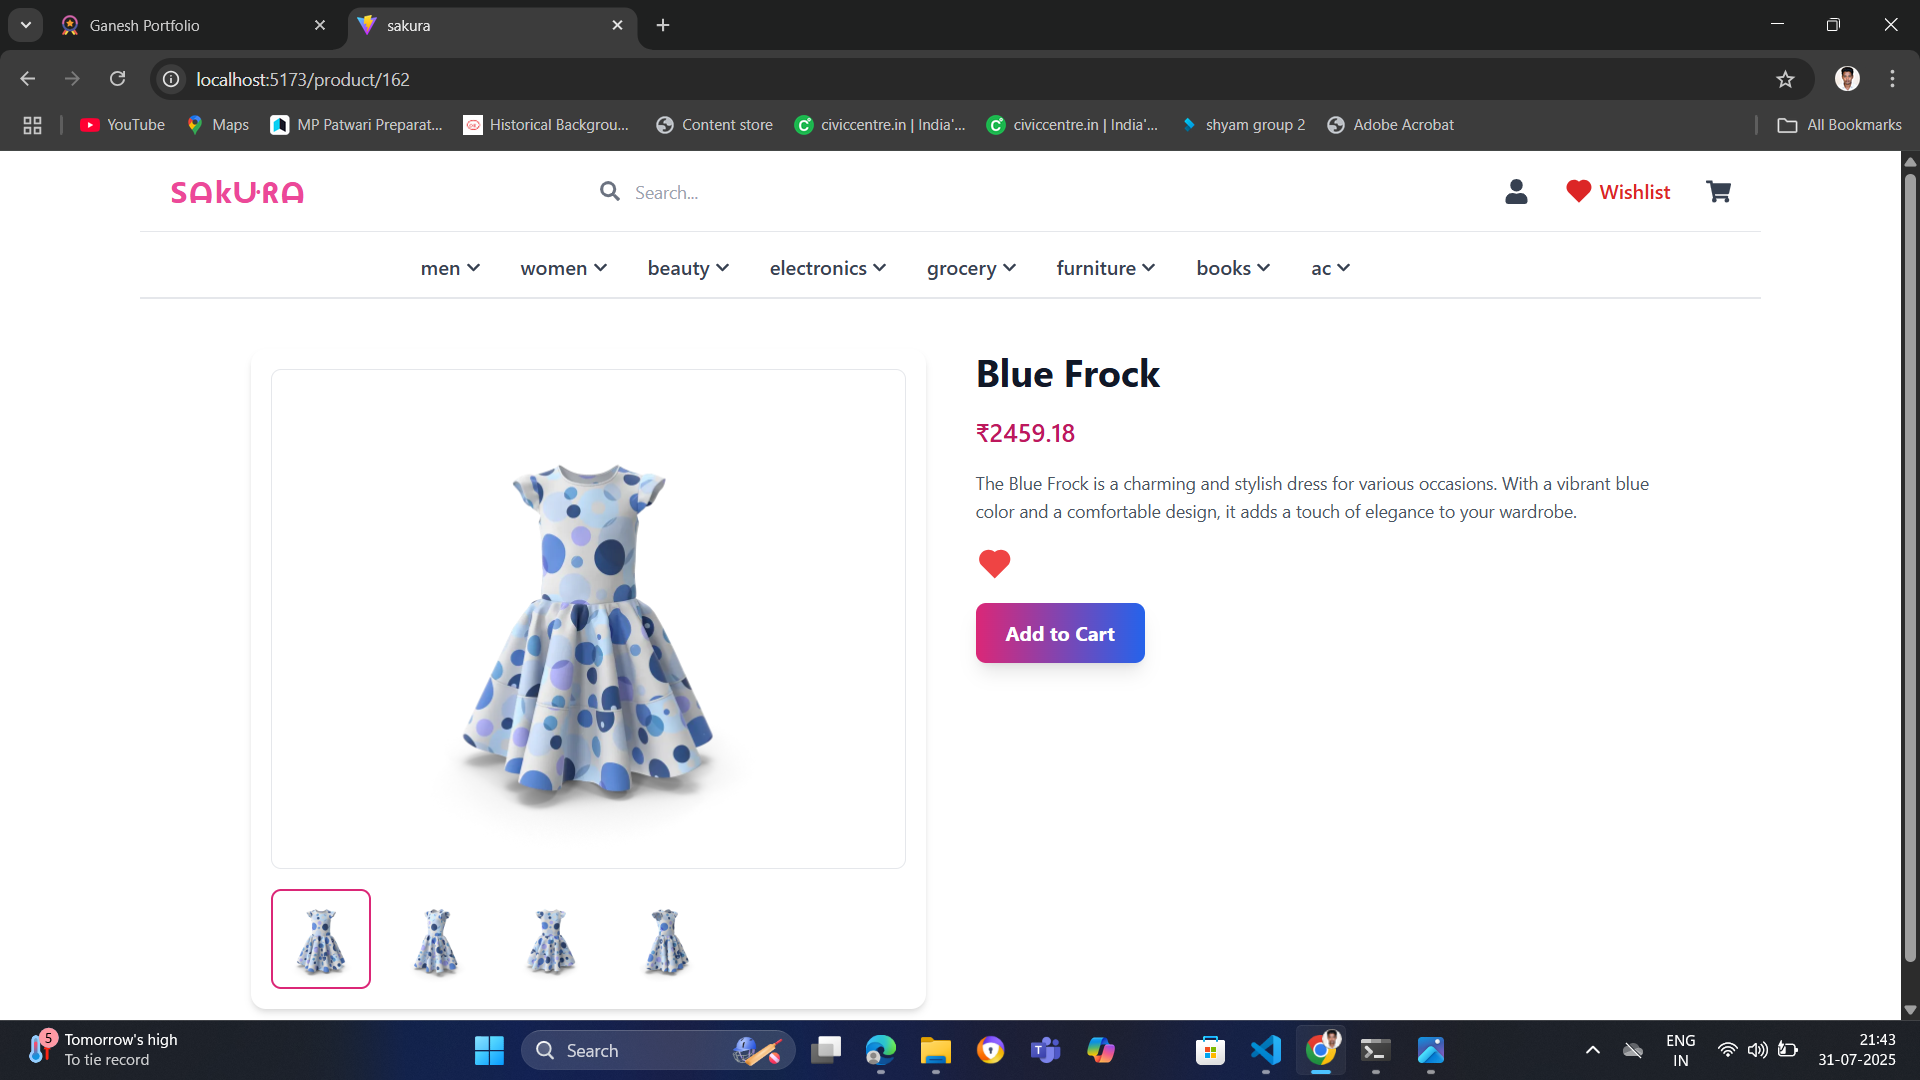 Ganesh Portfolio
sakura
localhost:5173/product/162
YouTube
Maps
MP Patwari Preparat...
Historical Backgrou...
Content store
civiccentre.in | India'...
civiccentre.in | India'...
shyam group 2
Adobe Acrobat
All Bookmarks
SAkURA
Search...
Wishlist
men
women
beauty
electronics
grocery
furniture
books
ac
Blue Frock
₹2459.18
The Blue Frock is a charming and stylish dress for various occasions. With a vibrant blue
color and a comfortable design, it adds a touch of elegance to your wardrobe.
Add to Cart
5
Tomorrow's high
To tie record
Search
ENG
IN
21:43
31-07-2025